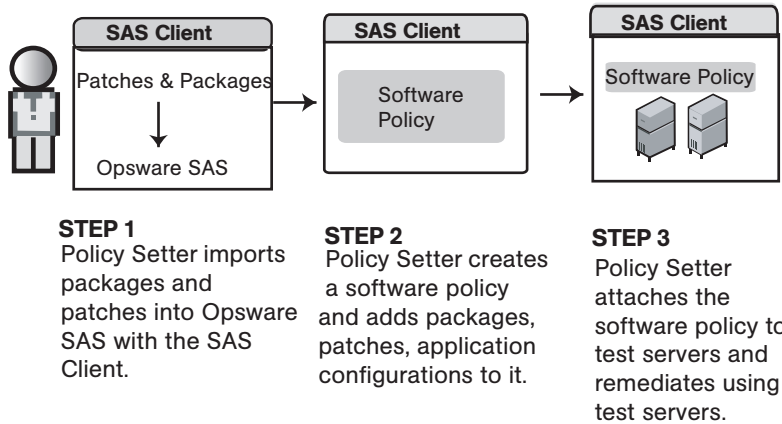 SAS Client
Patches & Packages
Opsware SAS
SAS Client
Software
Policy
SAS Client
Software Policy
STEP 1
Policy Setter imports
packages and
patches into Opsware
SAS with the SAS
Client.
STEP 2
Policy Setter creates
a software policy
and adds packages,
patches, application
configurations to it.
STEP 3
Policy Setter
attaches the
software policy to
test servers and
remediates using
test servers.